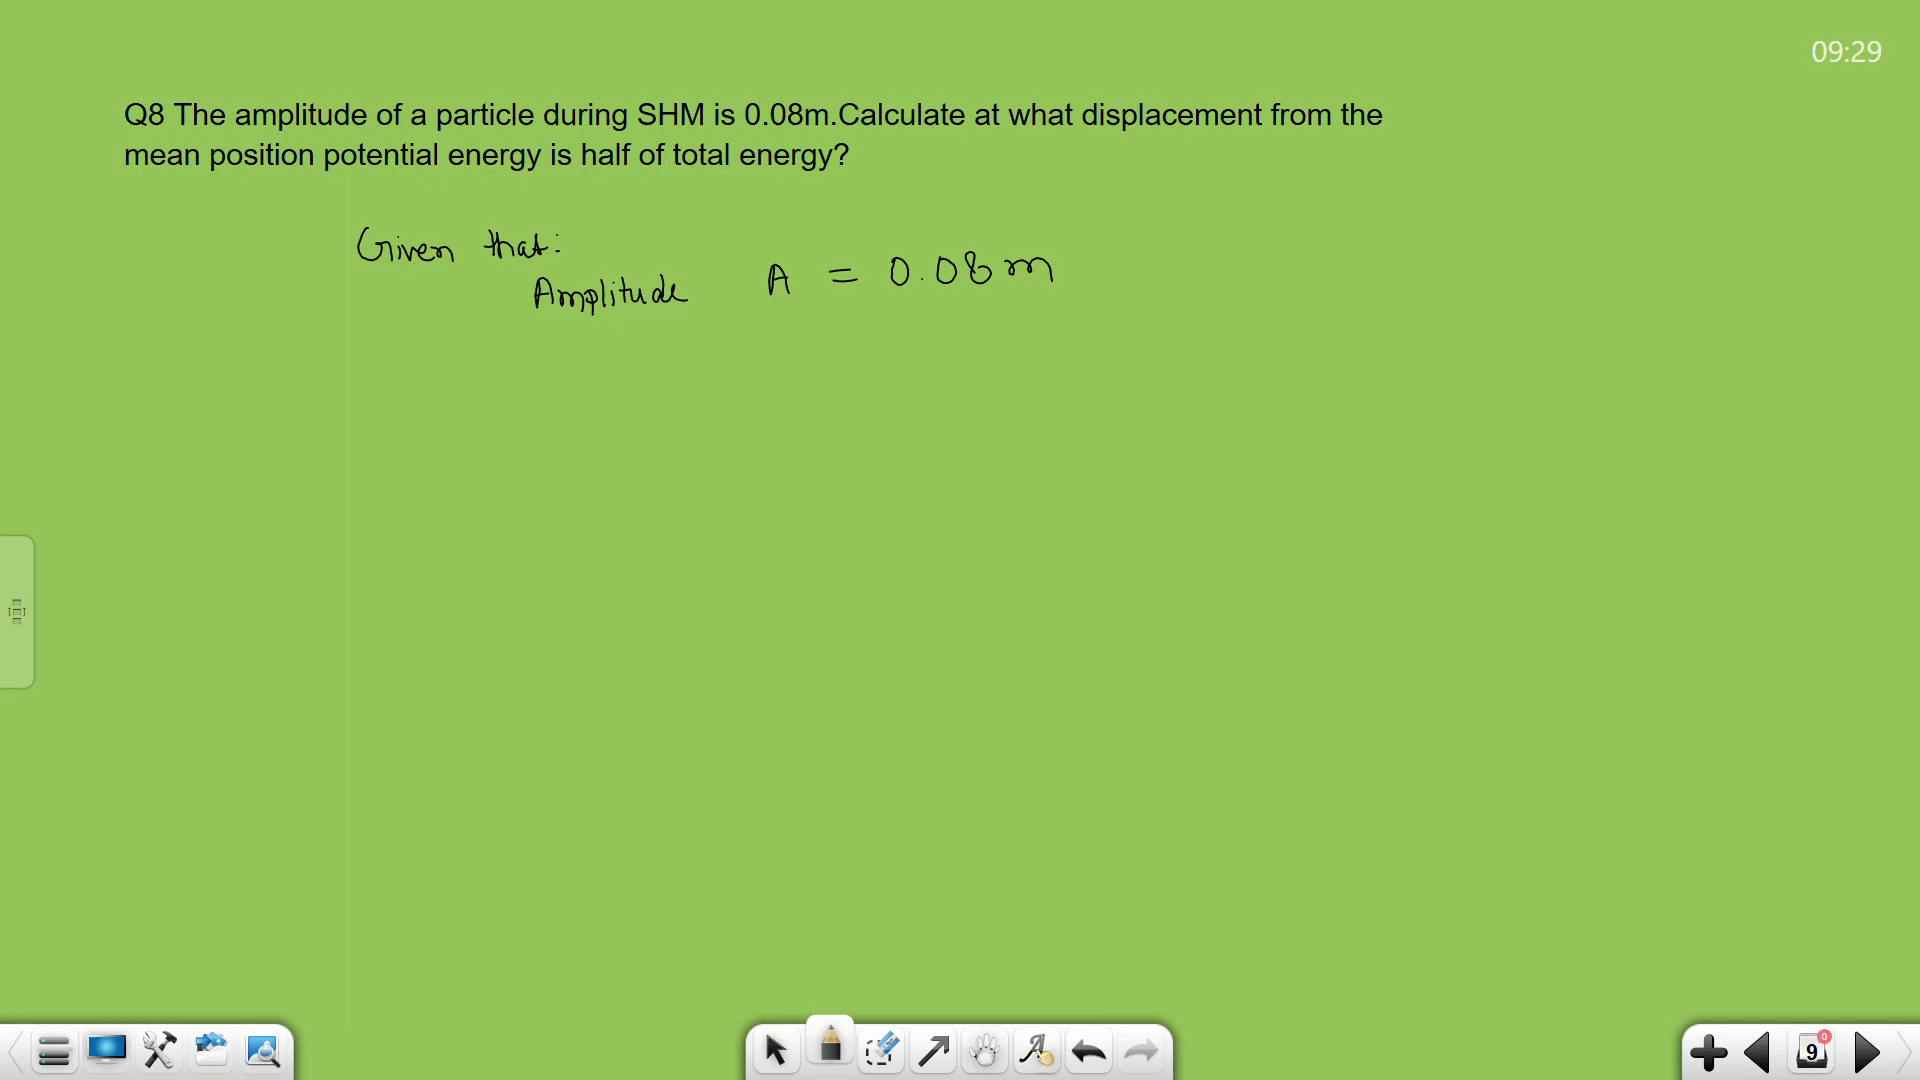 09:29
Q8 The amplitude of a particle during SHM is 0.08m.Calculate at what displacement from the
mean position potential energy is half of total energy?
Given that:
Amplitude A = 0.08m
9
0